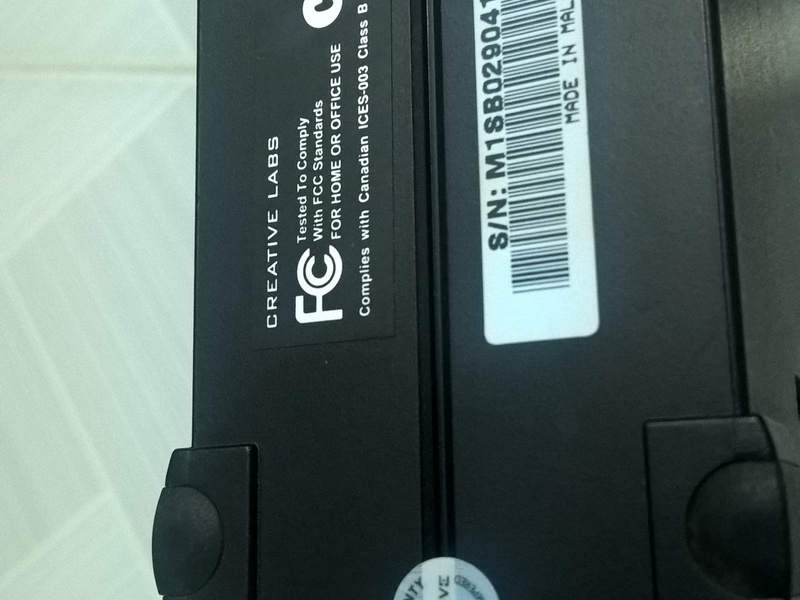 CREATIVE LABS
FC
Tested To Comply
With FCC Standards
FOR HOME OR OFFICE USE
Complies with Canadian ICES-003 Class B
S/N: M1SB029041
MADE IN MAL